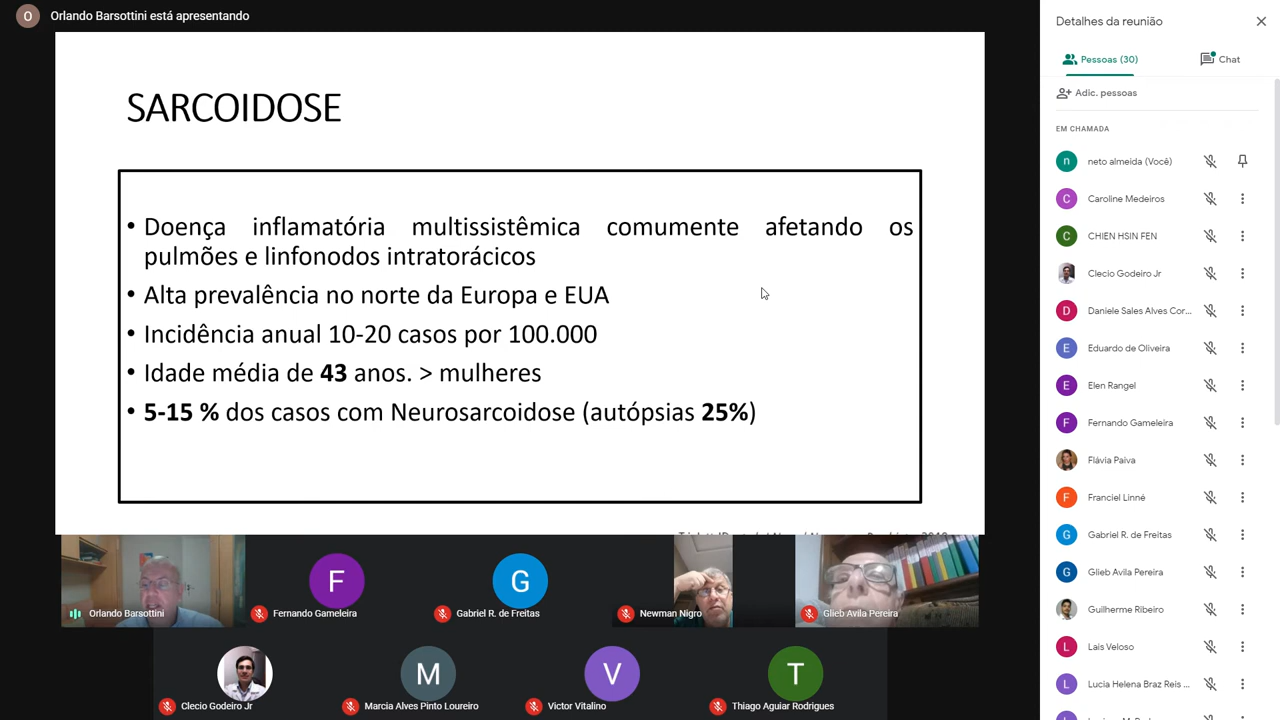 O
Orlando Barsottini está apresentando
SARCOIDOSE
• Doença inflamatória multissistêmica comumente afetando os
pulmões e linfonodos intratorácicos
• Alta prevalência no norte da Europa e EUA
• Incidência anual 10-20 casos por 100.000
• Idade média de 43 anos. > mulheres
• 5-15 % dos casos com Neurosarcoidose (autópsias 25%)
Orlando Barsottini
F
Fernando Gameleira
G
Gabriel R. de Freitas
Newman Nigro
Glieb Avila Pereira
Clecio Godeiro Jr
M
Marcia Alves Pinto Loureiro
V
Victor Vitalino
T
Thiago Aguiar Rodrigues
Detalhes da reunião
Pessoas (30)
Chat
Adic. pessoas
EM CHAMADA
n neto almeida (Você)
C Caroline Medeiros
C CHIEN HSIN FEN
Clecio Godeiro Jr
D Daniele Sales Alves Cor...
E Eduardo de Oliveira
E Elen Rangel
F Fernando Gameleira
Flávia Paiva
F Franciel Linné
G Gabriel R. de Freitas
G Glieb Avila Pereira
Guilherme Ribeiro
L Laís Veloso
L Lucia Helena Braz Reis ...